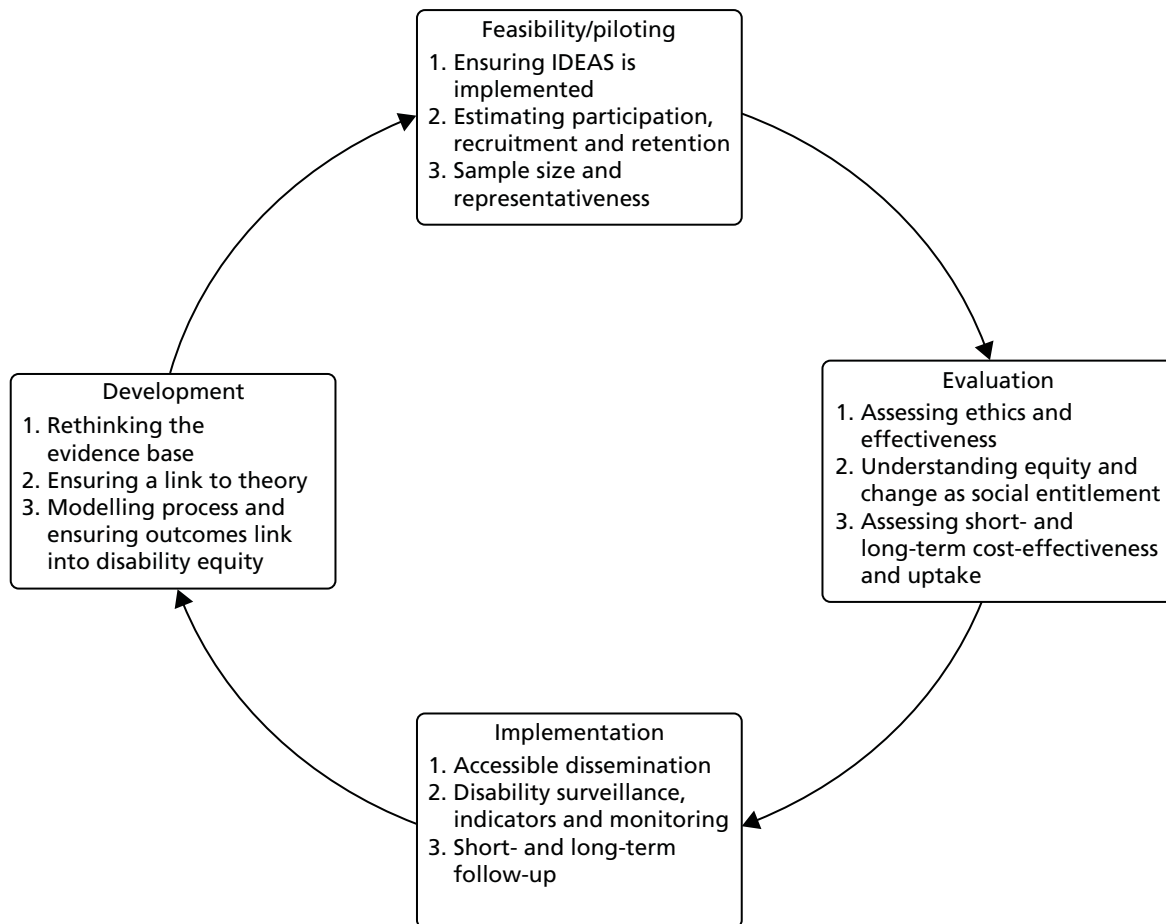 Feasibility/piloting
1. Ensuring IDEAS is
implemented
2. Estimating participation,
recruitment and retention
3. Sample size and
representativeness
Development
1. Rethinking the
evidence base
2. Ensuring a link to theory
3. Modelling process and
ensuring outcomes link
into disability equity
Evaluation
1. Assessing ethics and
effectiveness
2. Understanding equity and
change as social entitlement
3. Assessing short- and
long-term cost-effectiveness
and uptake
Implementation
1. Accessible dissemination
2. Disability surveillance,
indicators and monitoring
3. Short- and long-term
follow-up